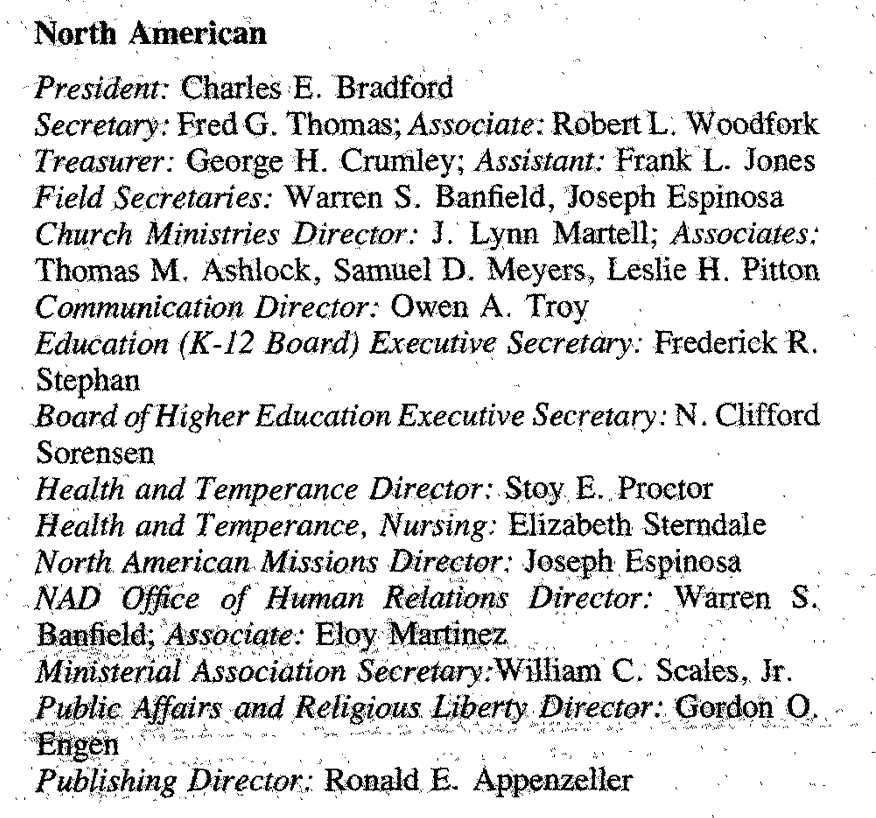 North American
President: Charles E. Bradford
Secretary: Fred G. Thomas; Associate: Robert L. Woodfork
Treasurer: George H. Crumley; Assistant: Frank L. Jones
Field Secretaries: Warren S. Banfield, Joseph Espinosa
Church Ministries Director: J. Lynn Martell; Associates:
Thomas M. Ashlock, Samuel D. Meyers, Leslie H. Pitton
Communication Director: Owen A. Troy
Education (K-12 Board) Executive Secretary: Frederick R.
Stephan
Board of Higher Education Executive Secretary: N. Clifford
Sorensen
Health and Temperance Director: Stoy E. Proctor
Health and Temperance, Nursing: Elizabeth Sterndale
North American Missions Director: Joseph Espinosa
NAD Office of Human Relations Director: Warren S.
Banfield; Associate: Eloy Martinez
Ministerial Association Secretary:William C. Scales, Jr.
Public Affairs and Religious Liberty Director: Gordon O.
Engen
Publishing Director: Ronald E. Appenzeller